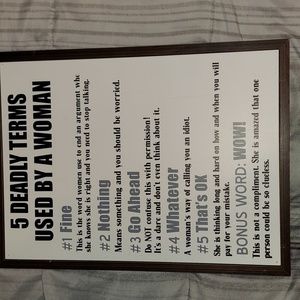 5 DEADLY TERMS
USED BY A WOMAN
#1 Fine
This is the word women use to end an argument whe
she knows she is right and you need to stop talking.
#2 Nothing
Means something and you should be worried.
#3 Go Ahead
Do NOT confuse this with permission!
It's a dare and don't even think about it.
#4 Whatever
A woman's way of calling you an idiot.
#5 That's OK
She is thinking long and hard on how and when you will
pay for your mistake.
BONUS WORD: WOW!
This is not a compliment. She is amazed that one
person could be so clueless.